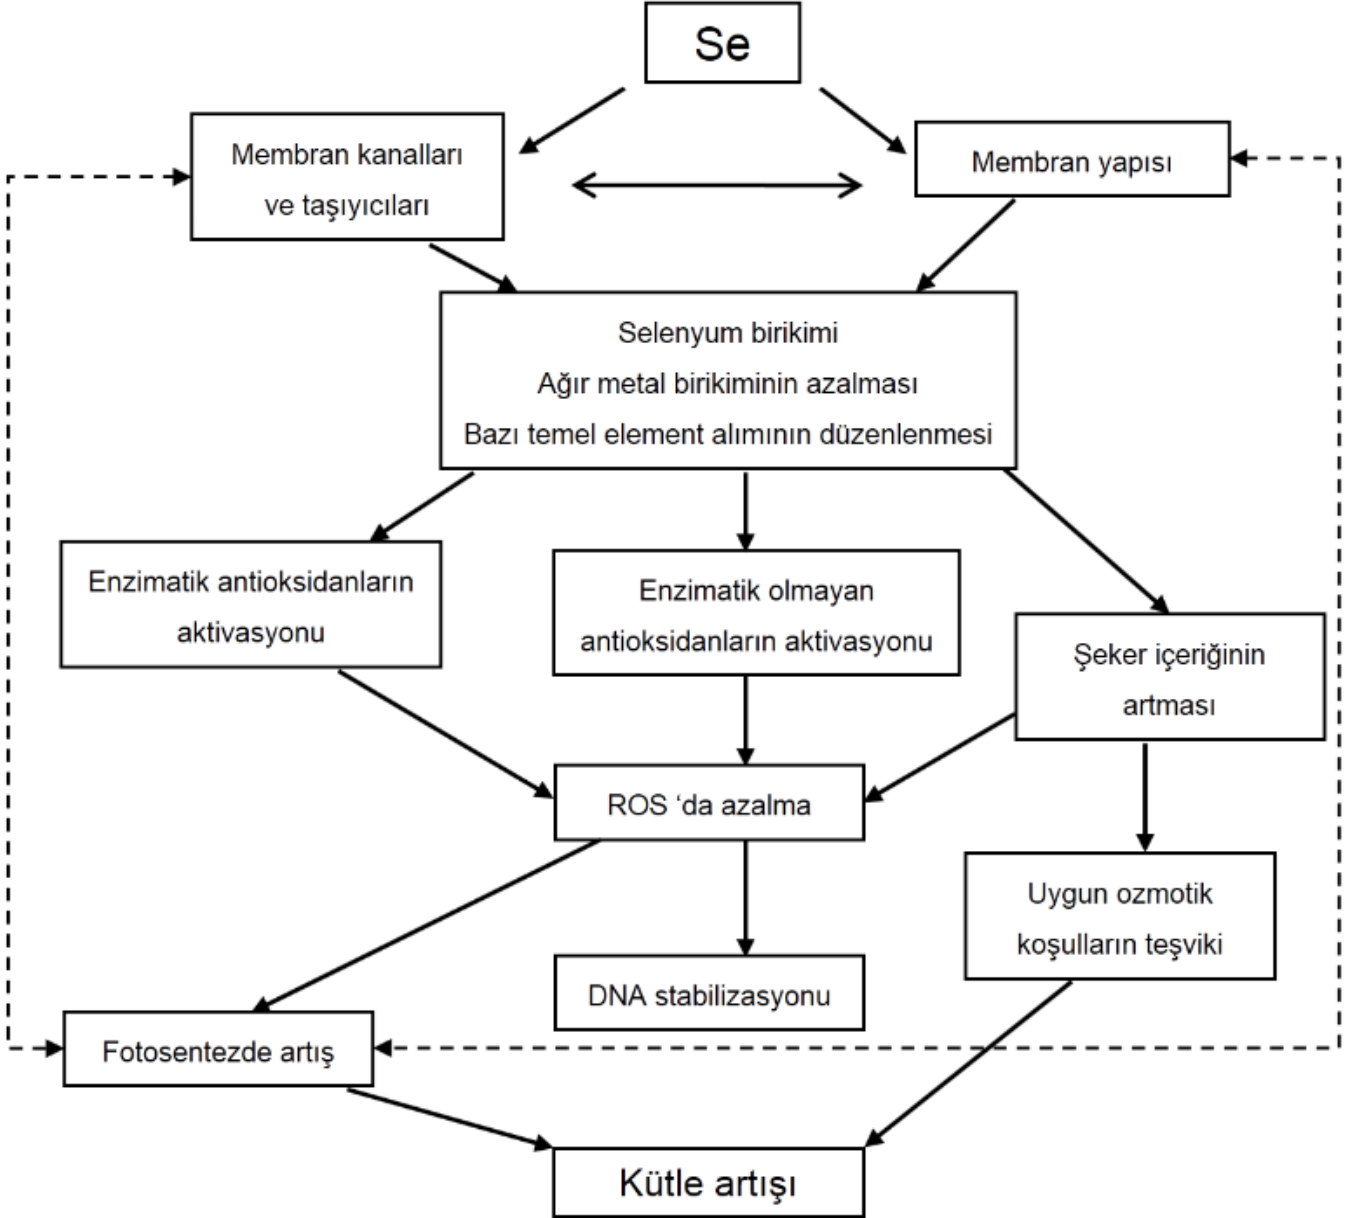 Se
Membran kanalları
ve taşıyıcıları
Membran yapısı
Selenyum birikimi
Ağır metal birikiminin azalması
Bazı temel element alımının düzenlenmesi
Enzimatik antioksidanların
aktivasyonu
Enzimatik olmayan
antioksidanların aktivasyonu
Şeker içeriğinin
artması
ROS ‘da azalma
Uygun ozmotik
koşulların teşviki
DNA stabilizasyonu
Fotosentezde artış
Kütle artışı